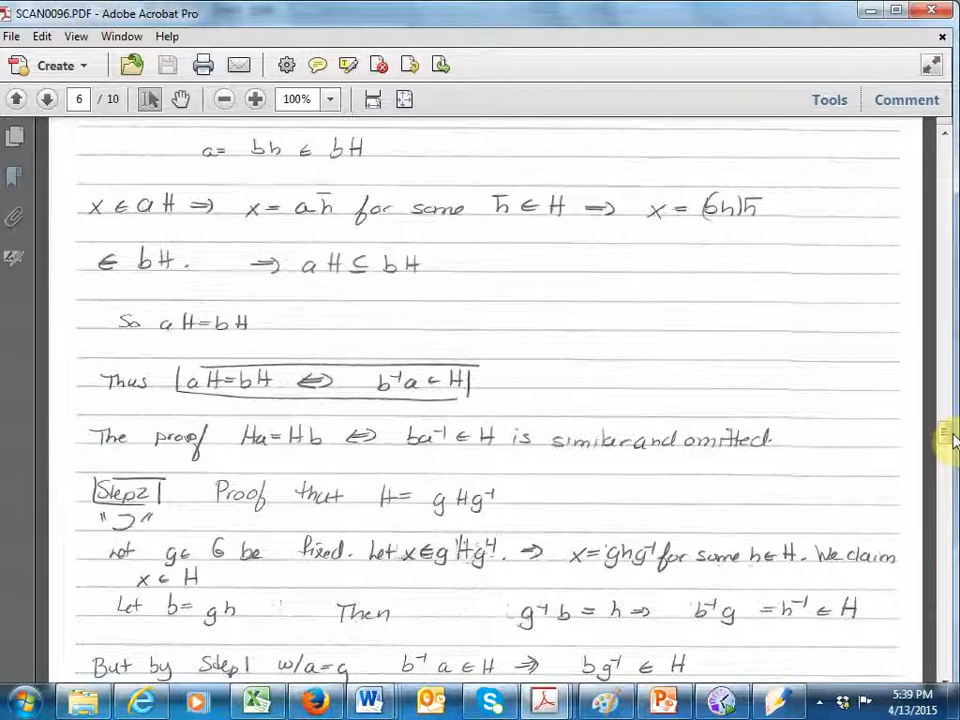 SCAN0096.PDF - Adobe Acrobat Pro
File Edit View Window Help
Create
6 / 10 100% Tools Comment
a = bh ∈ bH
x ∈ aH ⇒ x = ah̄ for some h̄ ∈ H ⇒ x = (bh)h̄
∈ bH. ⇒ aH ⊆ bH
So aH = bH
Thus aH = bH ⇔ b⁻¹a ∈ H
The proof Ha = Hb ⇔ ba⁻¹ ∈ H is similar and omitted.
Step 2 Proof that H = gHg⁻¹
"⊃"
g ∈ G be fixed. Let x ∈ gHg⁻¹. ⇒ x = ghg⁻¹ for some h ∈ H. We claim
x ∈ H
Let b = gh Then g⁻¹b = h ⇒ b⁻¹g = h⁻¹ ∈ H
But by Step 1 w/a = g b⁻¹a ∈ H ⇒ bg⁻¹ ∈ H
5:39 PM
4/13/2015